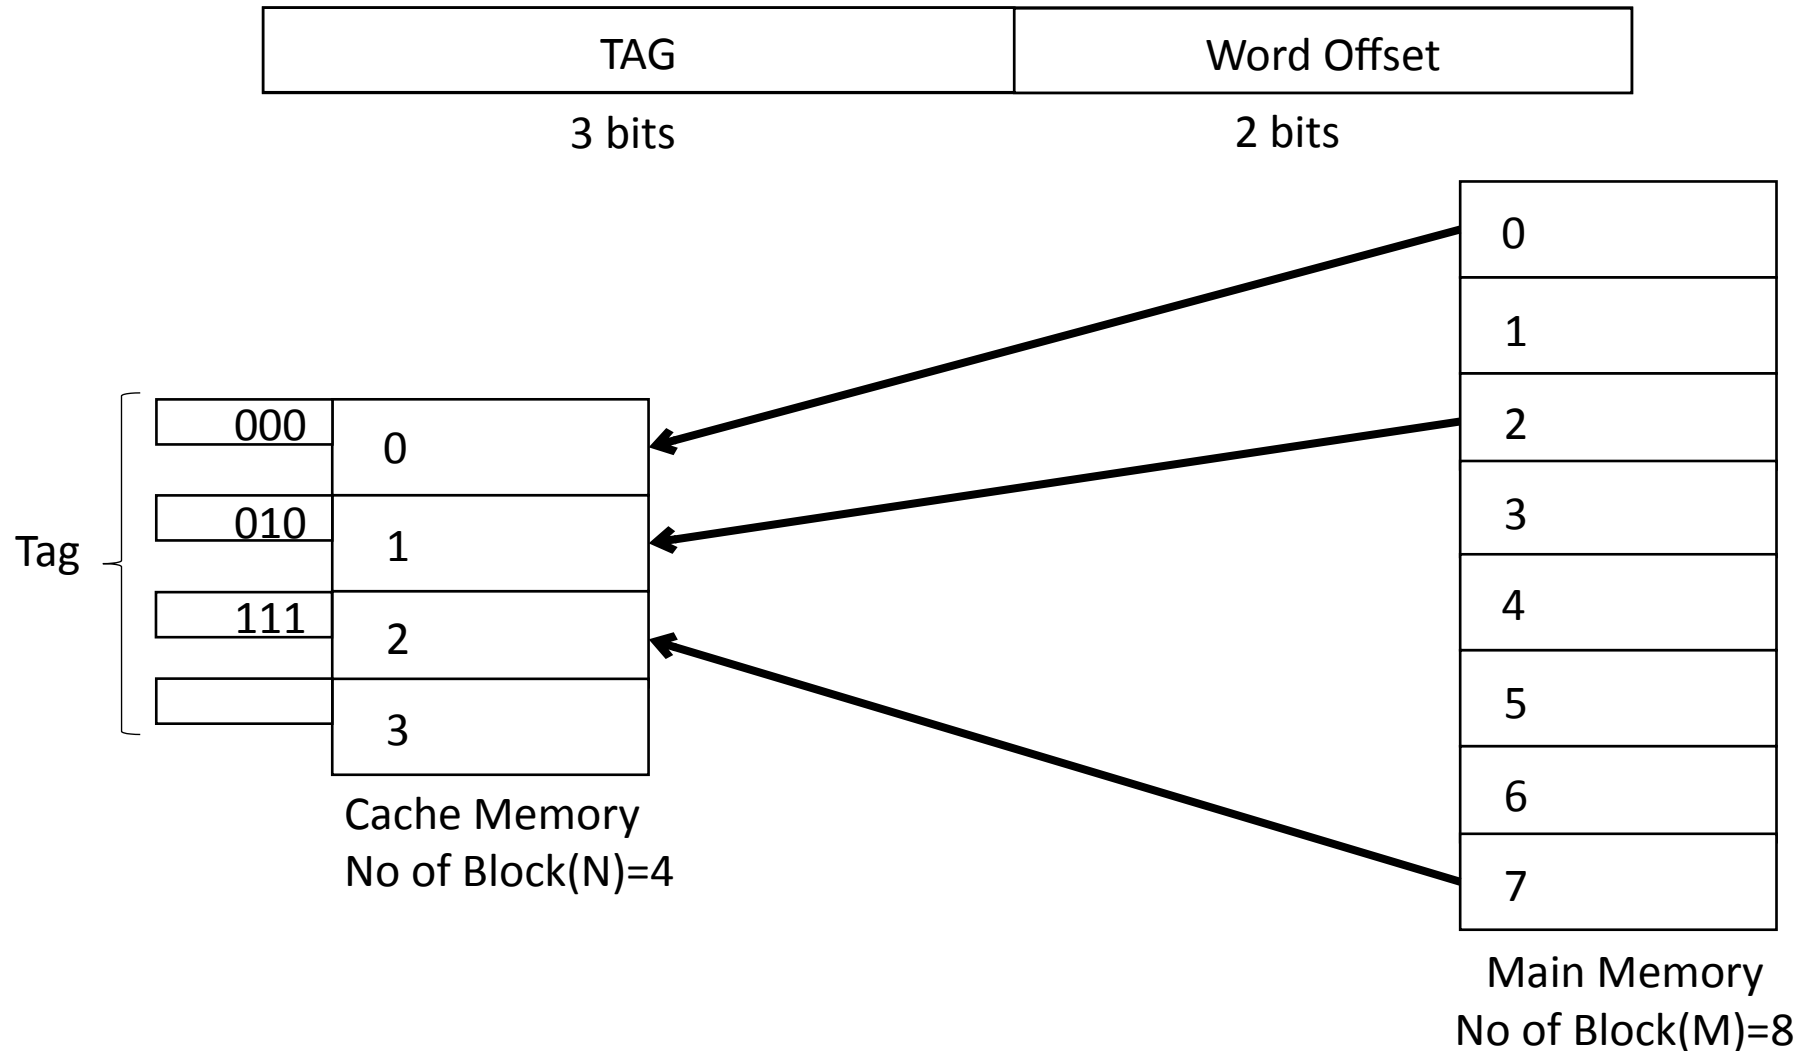 TAG
Word Offset
3 bits
2 bits
0
1
2
3
4
5
6
7
Main Memory
No of Block(M)=8
Tag
000
010
111
0
1
2
3
Cache Memory
No of Block(N)=4